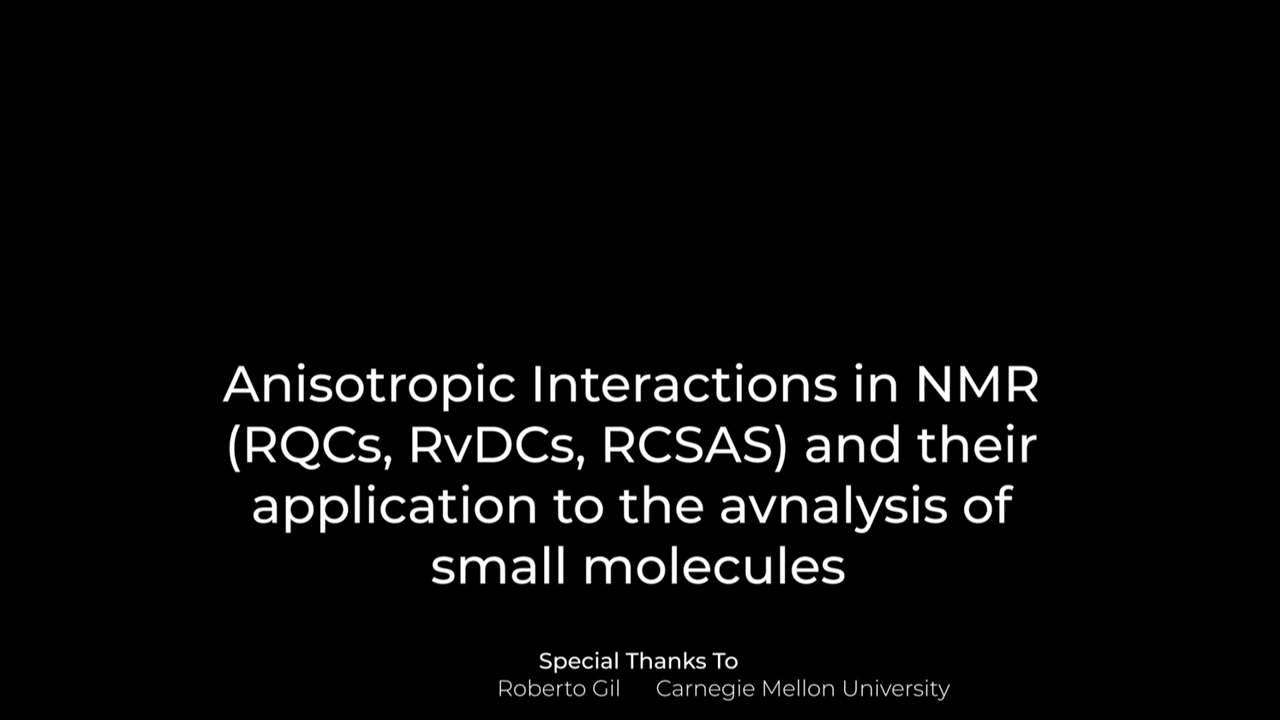 Anisotropic Interactions in NMR
(RQCs, RvDCs, RCSAS) and their
application to the avnalysis of
small molecules
Special Thanks To
Roberto Gil Carnegie Mellon University